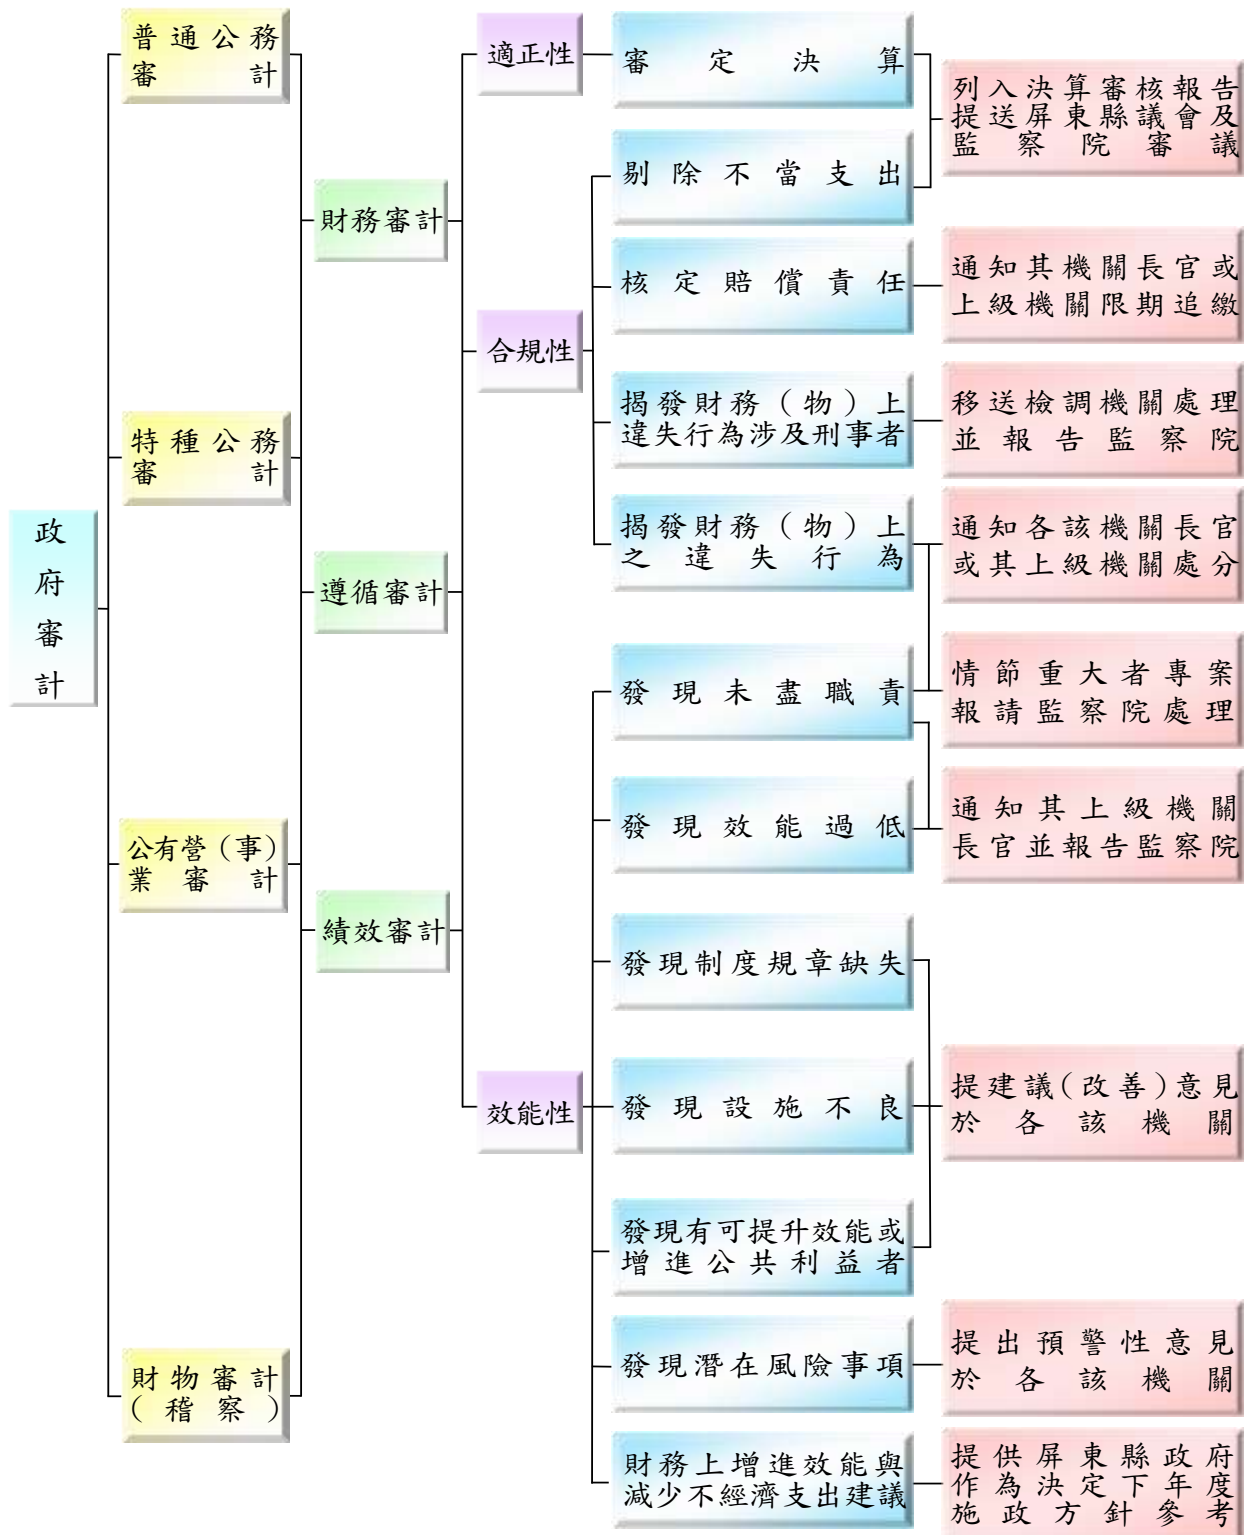 政
府
審
計
普通公務
審計
特種公務
審計
公有營（事）
業審計
財物審計
（稽察）
財務審計
遵循審計
績效審計
適正性
合規性
效能性
審定決算
剔除不當支出
核定賠償責任
揭發財務（物）上
違失行為涉及刑事者
揭發財務（物）上
之違失行為
發現未盡職責
發現效能過低
發現制度規章缺失
發現設施不良
發現有可提升效能或
增進公共利益者
發現潛在風險事項
財務上增進效能與
減少不經濟支出建議
列入決算審核報告
提送屏東縣議會及
監察院審議
通知其機關長官或
上級機關限期追繳
移送檢調機關處理
並報告監察院
通知各該機關長官
或其上級機關處分
情節重大者專案
報請監察院處理
通知其上級機關
長官並報告監察院
提建議（改善）意見
於各該機關
提出預警性意見
於各該機關
提供屏東縣政府
作為決定下年度
施政方針參考